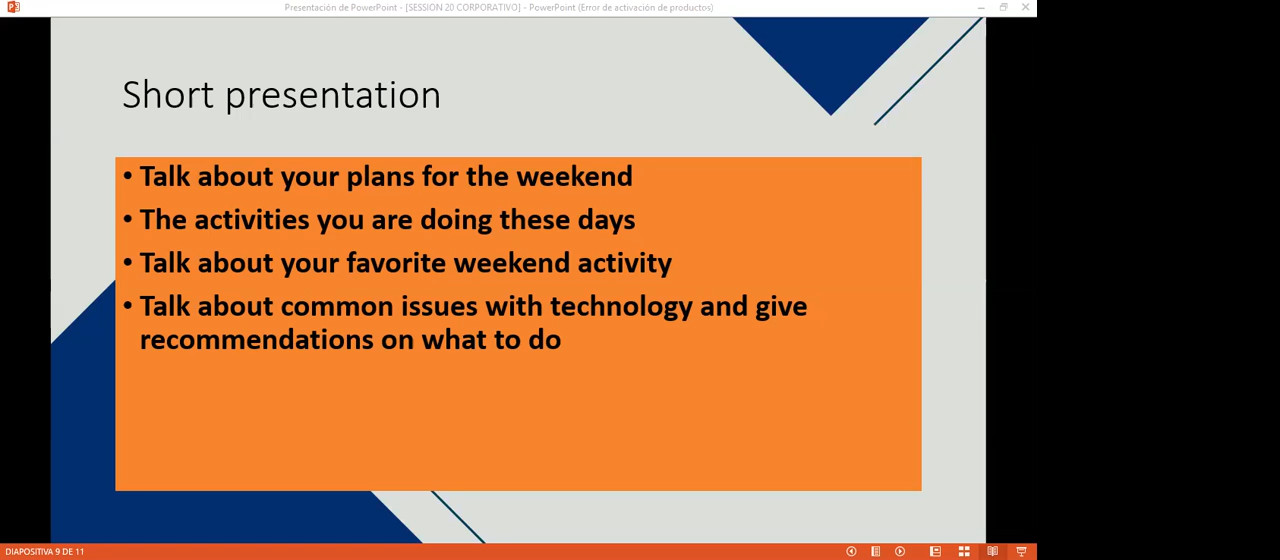 Presentación de PowerPoint - [SESSION 20 CORPORATIVO] - PowerPoint (Error de activación de productos)
Short presentation
• Talk about your plans for the weekend
• The activities you are doing these days
• Talk about your favorite weekend activity
• Talk about common issues with technology and give
recommendations on what to do
DIAPOSITIVA 9 DE 11